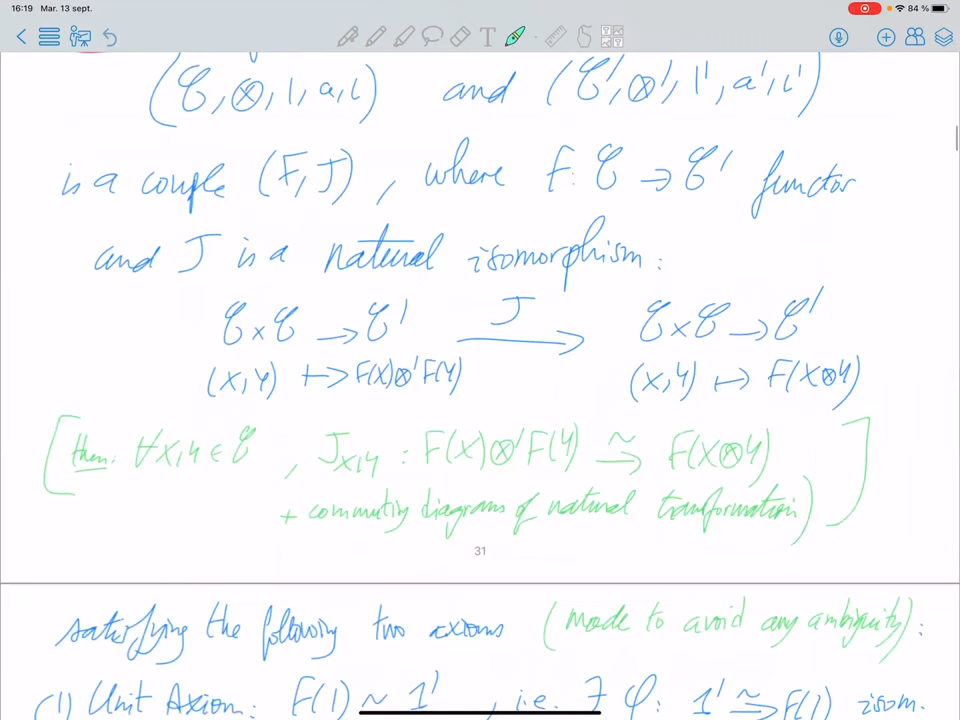 16:19 Mar. 13 sept. 84 %
(𝒞, ⊗, 1, a, ι) and (𝒞', ⊗', 1', a', ι')
is a couple (F, J), where F: 𝒞 → 𝒞' functor
and J is a natural isomorphism:
𝒞 × 𝒞 → 𝒞' J → 𝒞 × 𝒞 → 𝒞'
(X, Y) ↦ F(X) ⊗' F(Y) (X, Y) ↦ F(X ⊗ Y)
[then: ∀ X, Y ∈ 𝒞, J_{X,Y} : F(X) ⊗' F(Y) ⥲ F(X ⊗ Y)
+ commuting diagrams of natural transformation)]
31
satisfying the following two axioms (made to avoid any ambiguity):
(1) Unit Axiom: F(1) ~ 1', i.e. ∃ φ: 1' ⥲ F(1) isom.